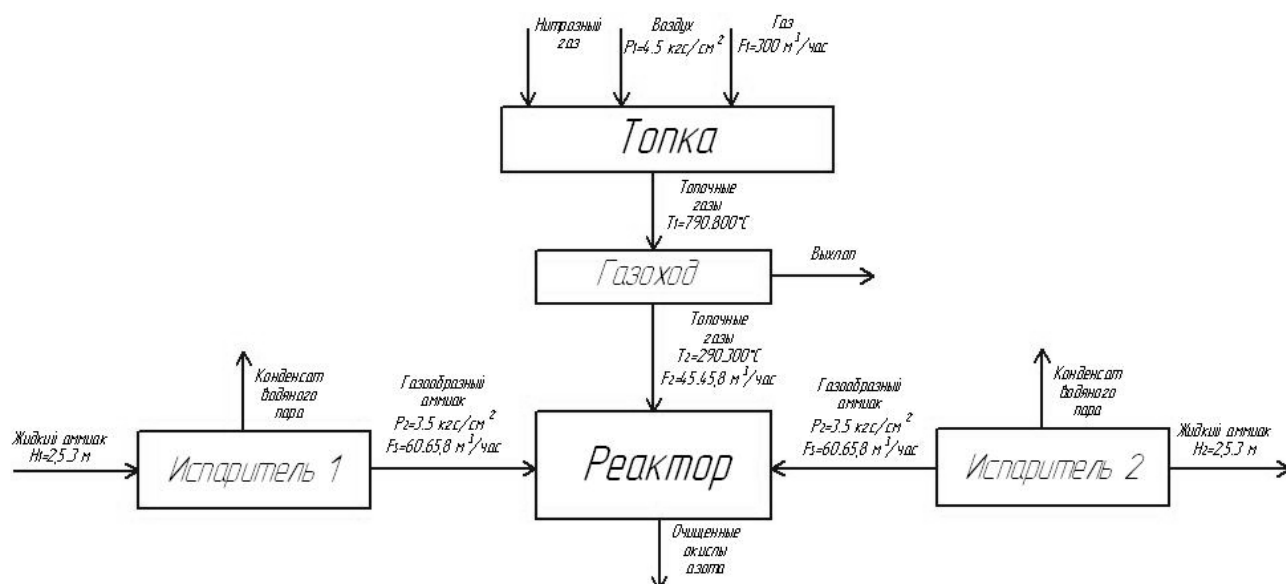 Нитрозный
газ
Воздух
P1=4.5 кгс/см²
Газ
F1=300 м³/час
Топка
Топочные
газы
T1=790.800°C
Газоход
Выхлоп
Топочные
газы
T2=290.300°C
F2=45.45,8 м³/час
Конденсат
водяного
пара
Газообразный
аммиак
P2=3.5 кгс/см²
F3=60.65,8 м³/час
Жидкий аммиак
H1=2,5.3 м
Испаритель 1
Реактор
Газообразный
аммиак
P2=3.5 кгс/см²
F3=60.65,8 м³/час
Конденсат
водяного
пара
Испаритель 2
Жидкий аммиак
H2=2,5.3 м
Очищенные
окислы
азота